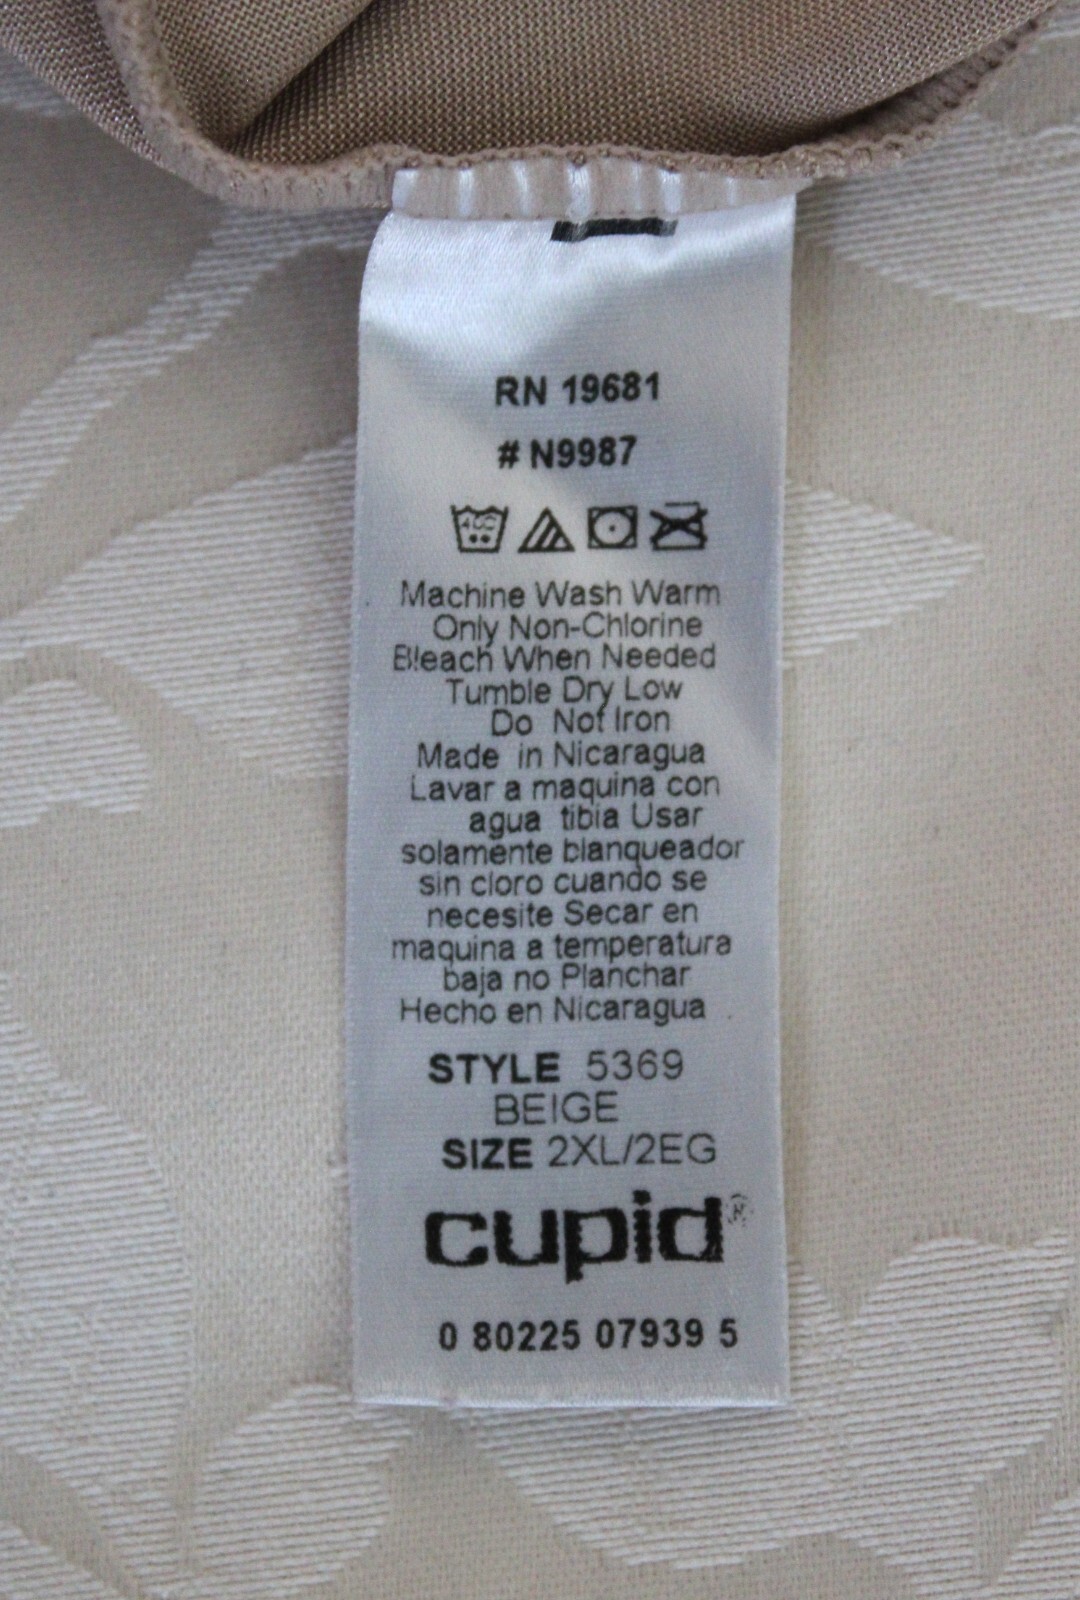 RN 19681
# N9987
40C
Machine Wash Warm
Only Non-Chlorine
Bleach When Needed
Tumble Dry Low
Do Not Iron
Made in Nicaragua
Lavar a maquina con
agua tibia Usar
solamente blanqueador
sin cloro cuando se
necesite Secar en
maquina a temperatura
baja no Planchar
Hecho en Nicaragua
STYLE 5369
BEIGE
SIZE 2XL/2EG
cupid®
0 80225 07939 5